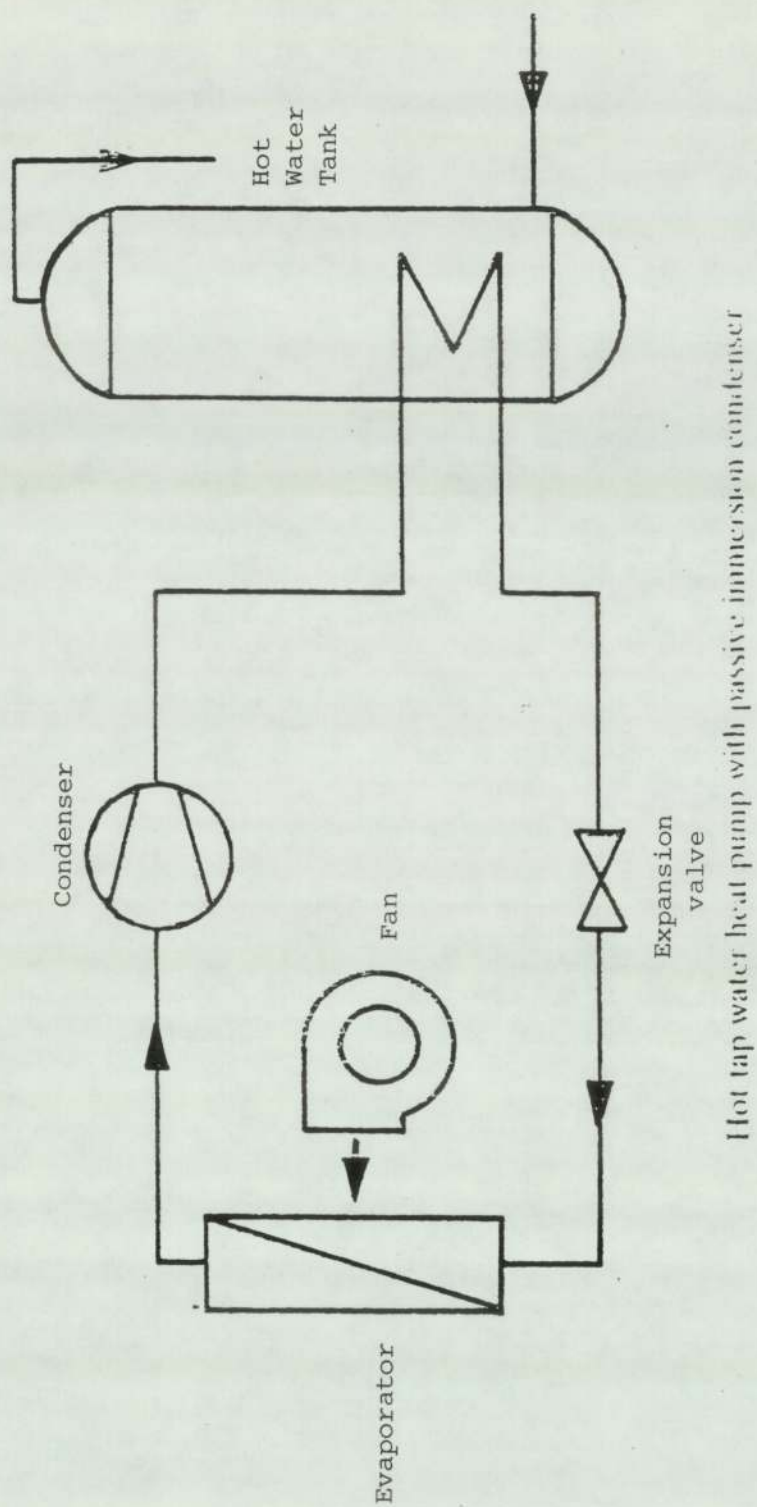 Condenser
Hot
Water
Tank
Fan
Evaporator
Expansion
valve
Hot tap water heat pump with passive immersion condenser